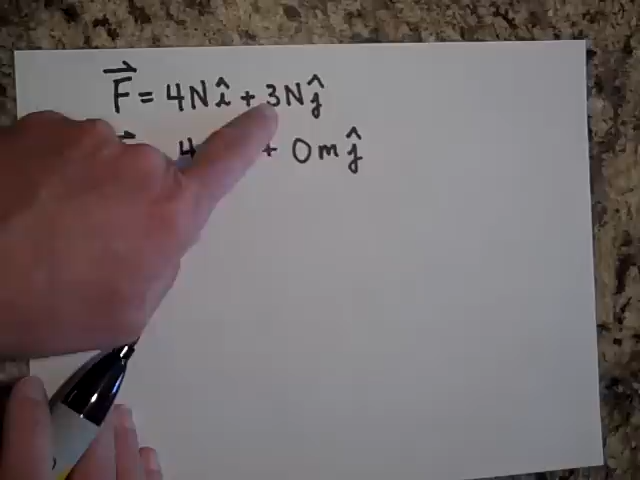 F⃗ = 4N î + 3N ĵ
4 + 0m ĵ